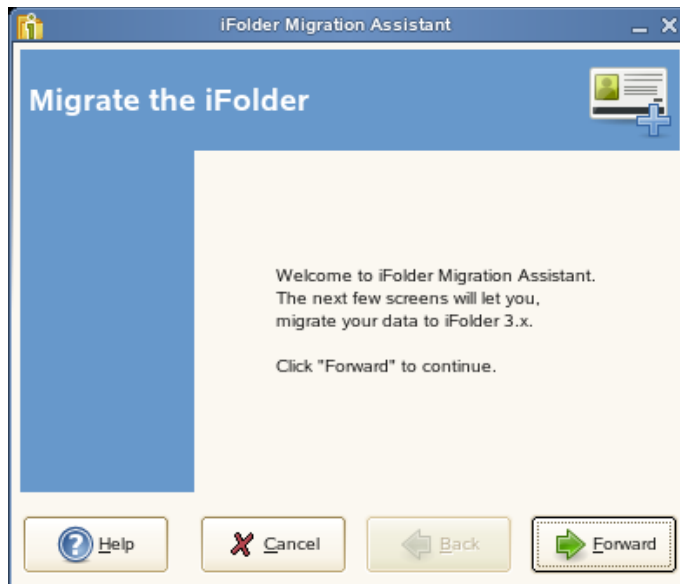 iFolder Migration Assistant
Migrate the iFolder
Welcome to iFolder Migration Assistant.
The next few screens will let you,
migrate your data to iFolder 3.x.
Click "Forward" to continue.
Help
Cancel
Back
Forward